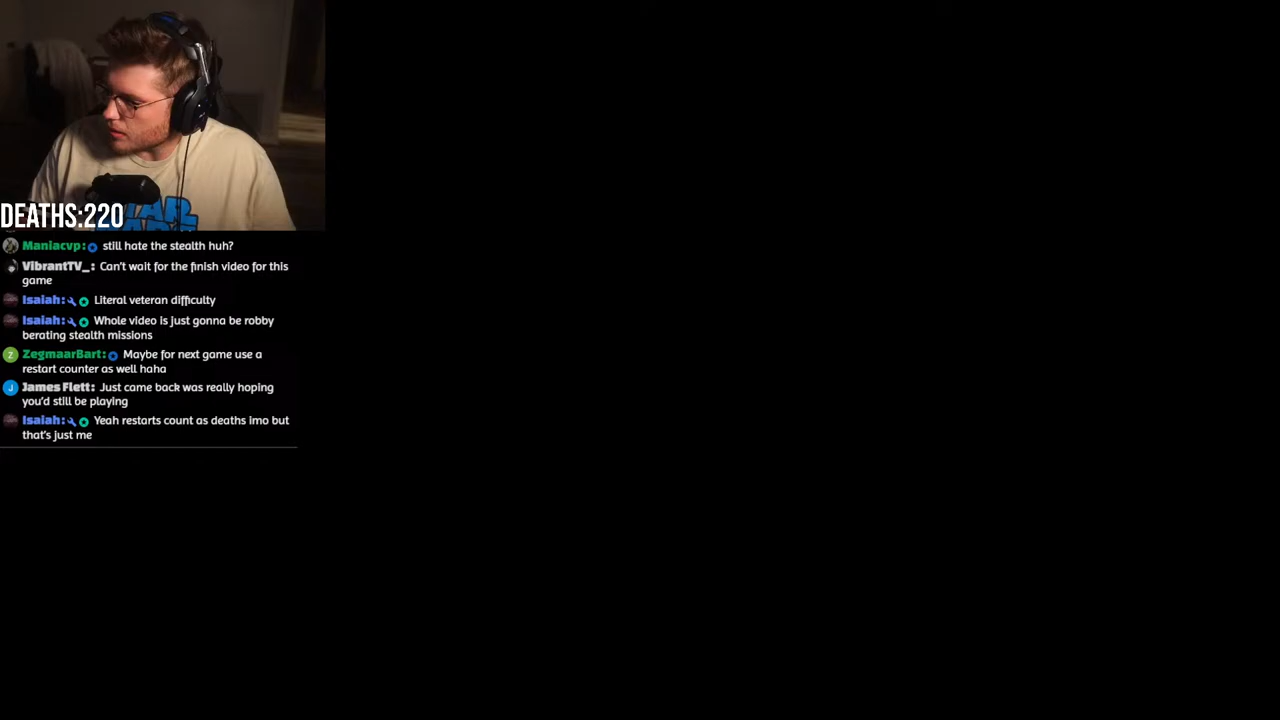 DEATHS:220
Maniacvp: still hate the stealth huh?
VibrantTV_: Can't wait for the finish video for this
game
Isaiah: Literal veteran difficulty
Isaiah: Whole video is just gonna be robby
berating stealth missions
Z ZegmaarBart: Maybe for next game use a
restart counter as well haha
J James Flett: Just came back was really hoping
you'd still be playing
Isaiah: Yeah restarts count as deaths imo but
that's just me